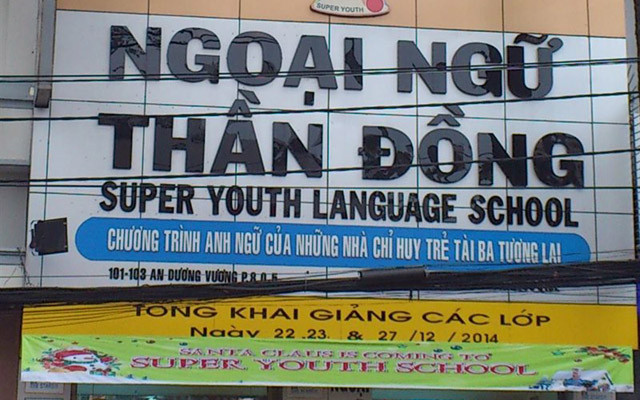 SUPER YOUTH
NGOẠI NGỮ
THẦN ĐỒNG
SUPER YOUTH LANGUAGE SCHOOL
CHƯƠNG TRÌNH ANH NGỮ CỦA NHỮNG NHÀ CHỈ HUY TRẺ TÀI BA TƯƠNG LAI
101-103 AN DƯƠNG VƯƠNG P.8 Q.5
TỔNG KHAI GIẢNG CÁC LỚP
Ngày 22.23. & 27/12/2014
SANTA CLAUS IS COMING TO
SUPER YOUTH SCHOOL